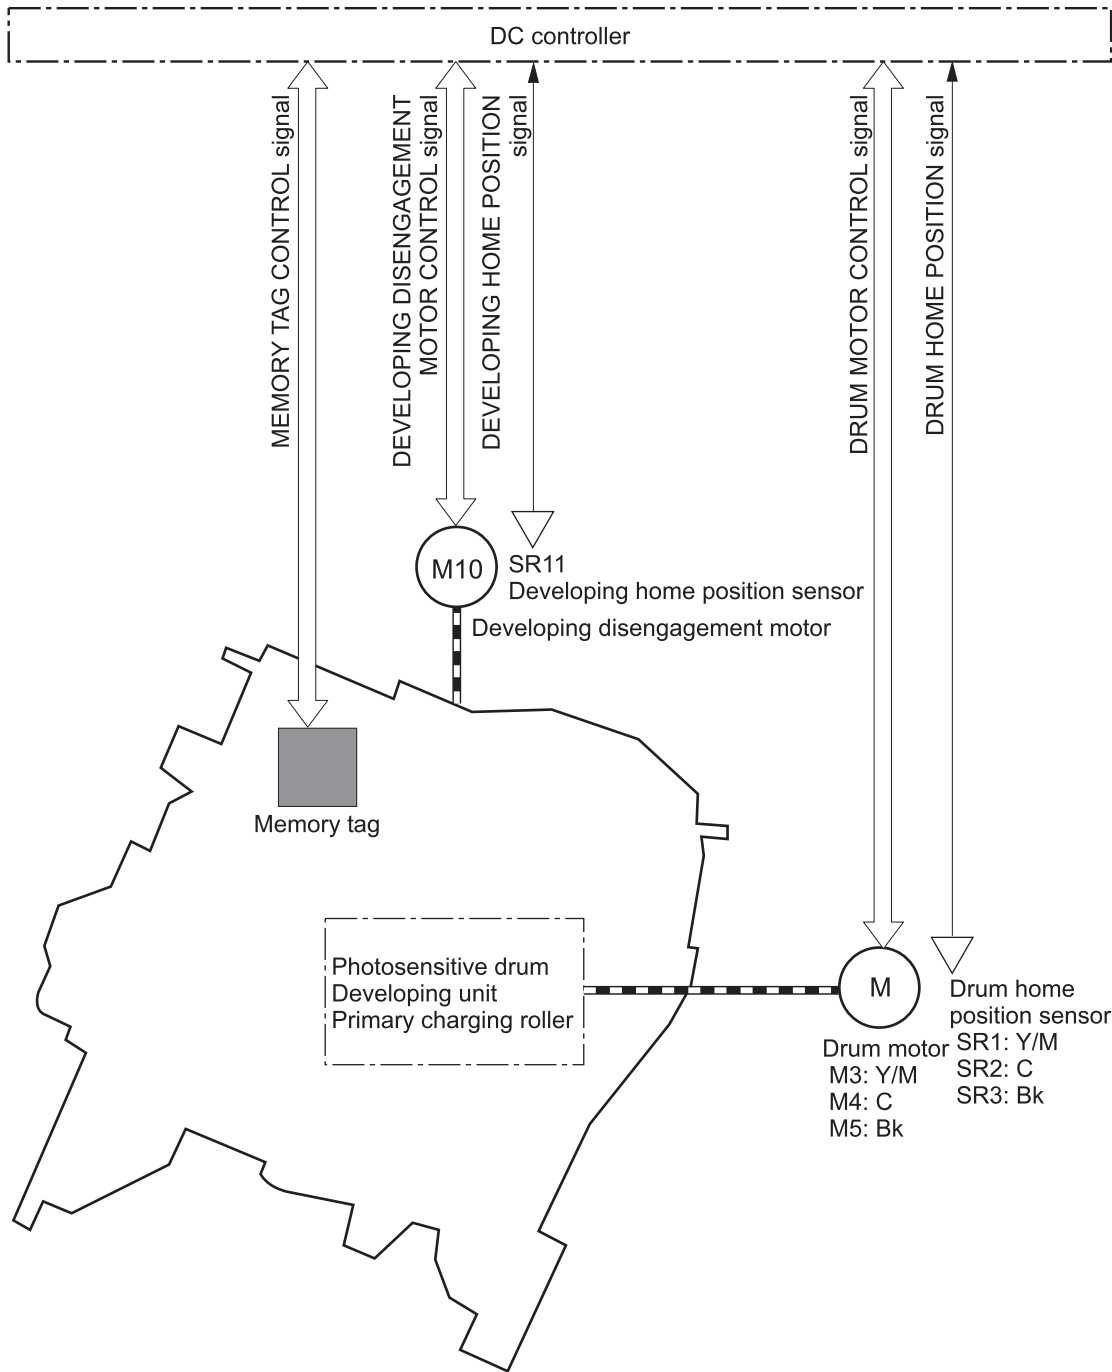 DC controller
MEMORY TAG CONTROL signal
DEVELOPING DISENGAGEMENT
MOTOR CONTROL signal
DEVELOPING HOME POSITION
signal
DRUM MOTOR CONTROL signal
DRUM HOME POSITION signal
M10
SR11
Developing home position sensor
Developing disengagement motor
Memory tag
Photosensitive drum
Developing unit
Primary charging roller
M
Drum motor
M3: Y/M
M4: C
M5: Bk
Drum home
position sensor
SR1: Y/M
SR2: C
SR3: Bk